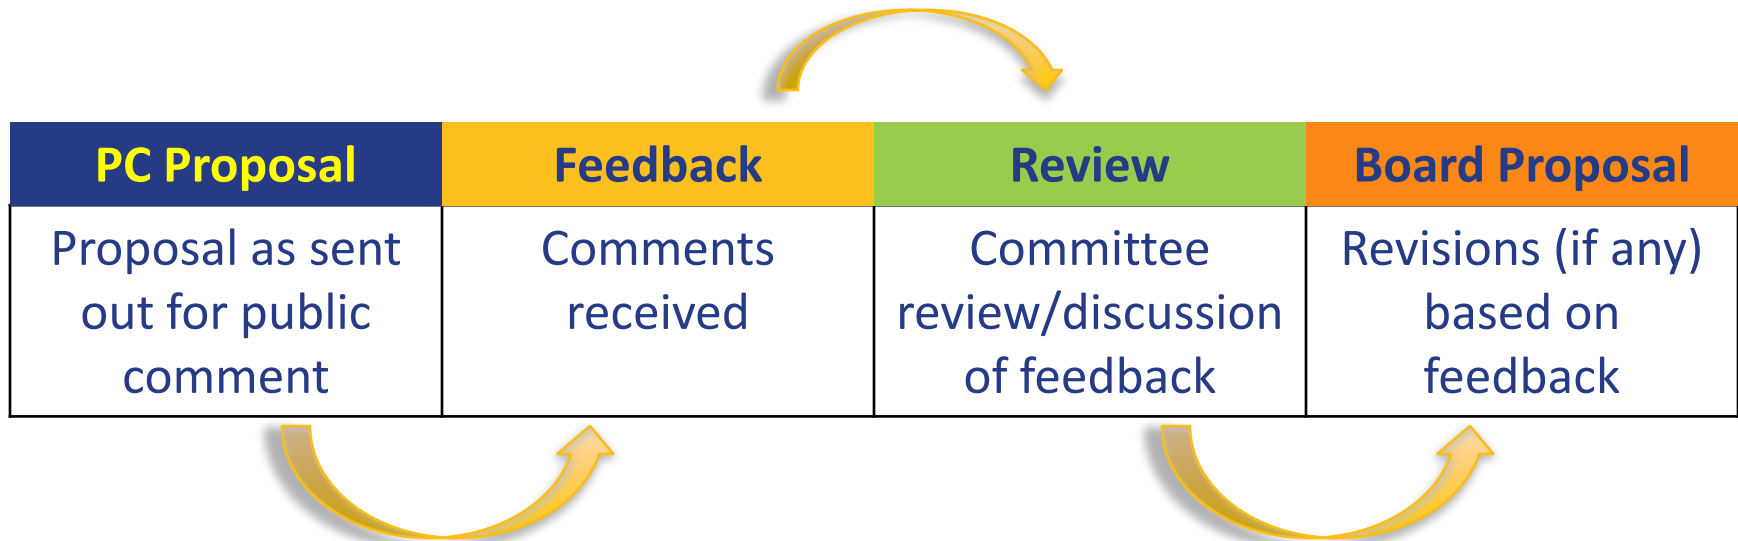 PC Proposal
Feedback
Review
Board Proposal
Proposal as sent
out for public
comment
Comments
received
Committee
review/discussion
of feedback
Revisions (if any)
based on
feedback